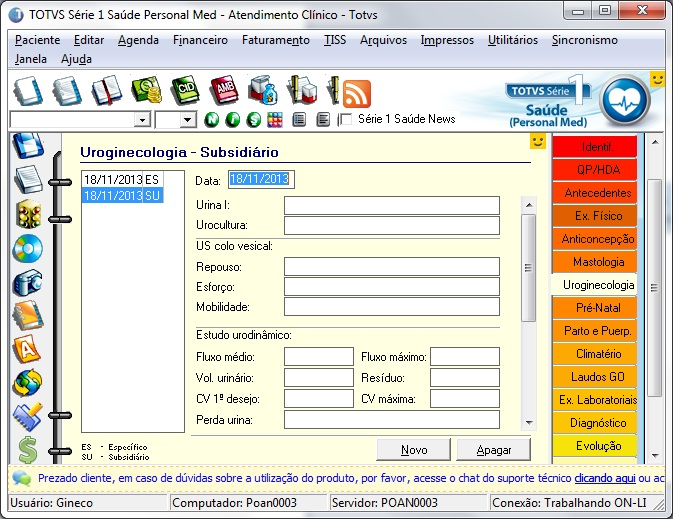 TOTVS Série 1 Saúde Personal Med - Atendimento Clínico - Totvs
Paciente Editar Agenda Financeiro Faturamento TISS Arquivos Impressos Utilitários Sincronismo
Janela Ajuda
CID
AMB
TOTVS Série 1
Saúde
(Personal Med)
N F S
Série 1 Saúde News
Uroginecologia - Subsidiário
18/11/2013 ES
18/11/2013 SU
Data: 18/11/2013
Urina I:
Urocultura:
US colo vesical:
Repouso:
Esforço:
Mobilidade:
Estudo urodinâmico:
Fluxo médio: Fluxo máximo:
Vol. urinário: Resíduo:
CV 1º desejo: CV máxima:
Perda urina:
ES - Específico
SU - Subsidiário
Novo Apagar
Identif.
QP/HDA
Antecedentes
Ex. Físico
Anticoncepção
Mastologia
Uroginecologia
Pré-Natal
Parto e Puerp.
Climatério
Laudos GO
Ex. Laboratoriais
Diagnóstico
Evolução
Prezado cliente, em caso de dúvidas sobre a utilização do produto, por favor, acesse o chat do suporte técnico clicando aqui ou ac
Usuário: Gineco Computador: Poan0003 Servidor: POAN0003 Conexão: Trabalhando ON-LI